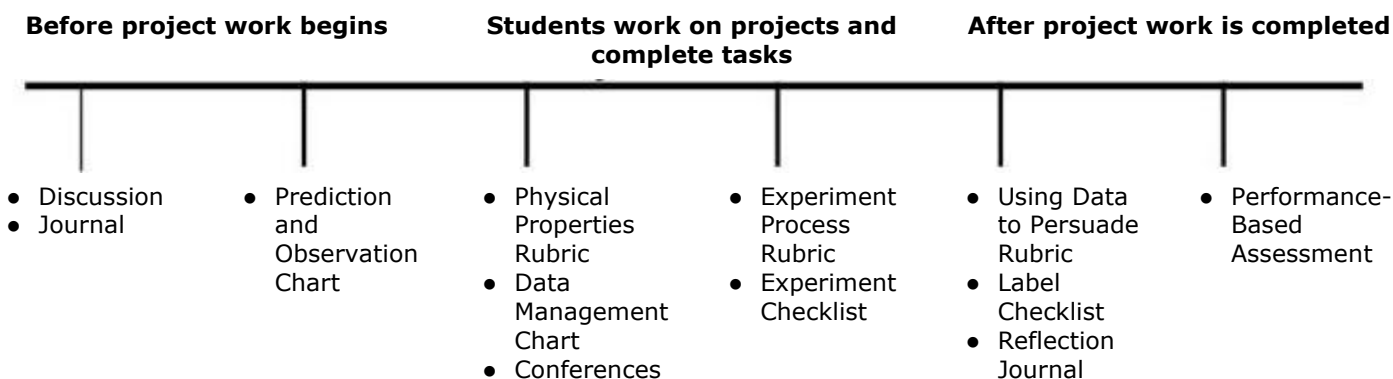 Before project work begins
Students work on projects and
complete tasks
After project work is completed
● Discussion
● Journal
● Prediction
and
Observation
Chart
● Physical
Properties
Rubric
● Data
Management
Chart
● Conferences
● Experiment
Process
Rubric
● Experiment
Checklist
● Using Data
to Persuade
Rubric
● Label
Checklist
● Reflection
Journal
● Performance-
Based
Assessment